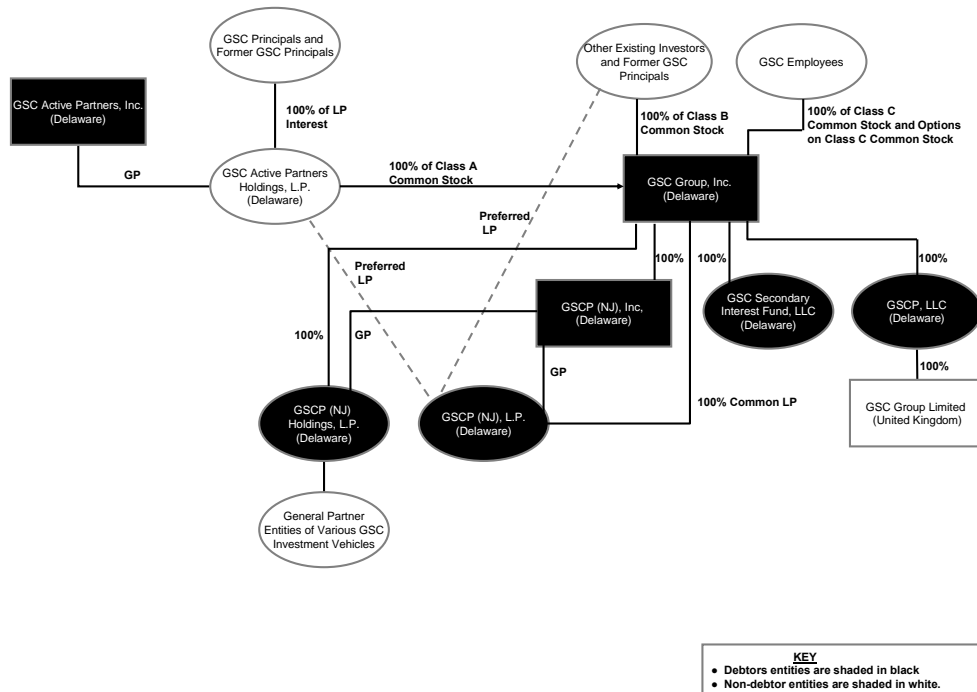 GSC Principals and
Former GSC Principals
Other Existing Investors
and Former GSC
Principals
GSC Employees
GSC Active Partners, Inc.
(Delaware)
100% of LP
Interest
100% of Class B
Common Stock
100% of Class C
Common Stock and Options
on Class C Common Stock
GP
GSC Active Partners
Holdings, L.P.
(Delaware)
100% of Class A
Common Stock
GSC Group, Inc.
(Delaware)
Preferred
LP
Preferred
LP
100%
100%
100%
GSCP (NJ), Inc,
(Delaware)
GSC Secondary
Interest Fund, LLC
(Delaware)
GSCP, LLC
(Delaware)
100%
GP
GP
100%
100% Common LP
GSCP (NJ)
Holdings, L.P.
(Delaware)
GSCP (NJ), L.P.
(Delaware)
GSC Group Limited
(United Kingdom)
General Partner
Entities of Various GSC
Investment Vehicles
KEY
• Debtors entities are shaded in black
• Non-debtor entities are shaded in white.